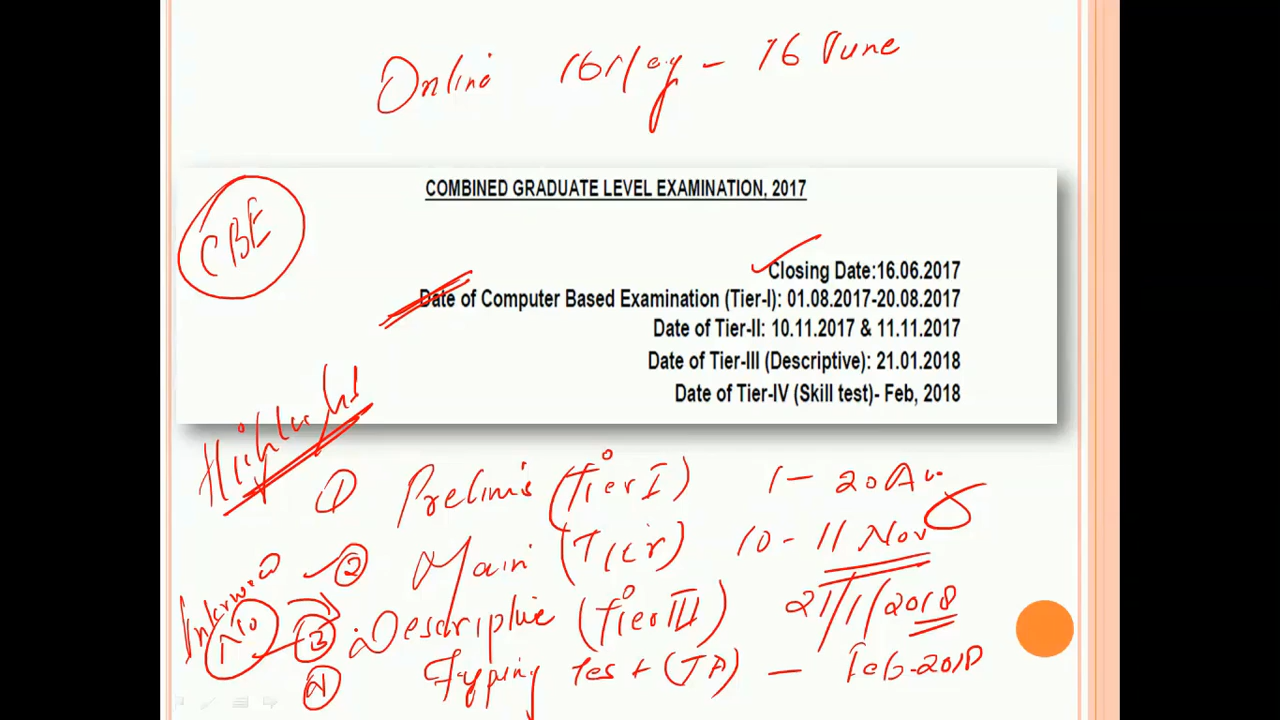 Online 16 May - 16 June
COMBINED GRADUATE LEVEL EXAMINATION, 2017
CBE
Closing Date:16.06.2017
Date of Computer Based Examination (Tier-I): 01.08.2017-20.08.2017
Date of Tier-II: 10.11.2017 & 11.11.2017
Date of Tier-III (Descriptive): 21.01.2018
Date of Tier-IV (Skill test)- Feb, 2018
① Prelims (Tier I) 1 - 20 Aug
② Main (Tier) 10 - 11 Nov
③ Descriptive (Tier III) 21/1/2018
④ Typing Test (JA) - Feb-2018